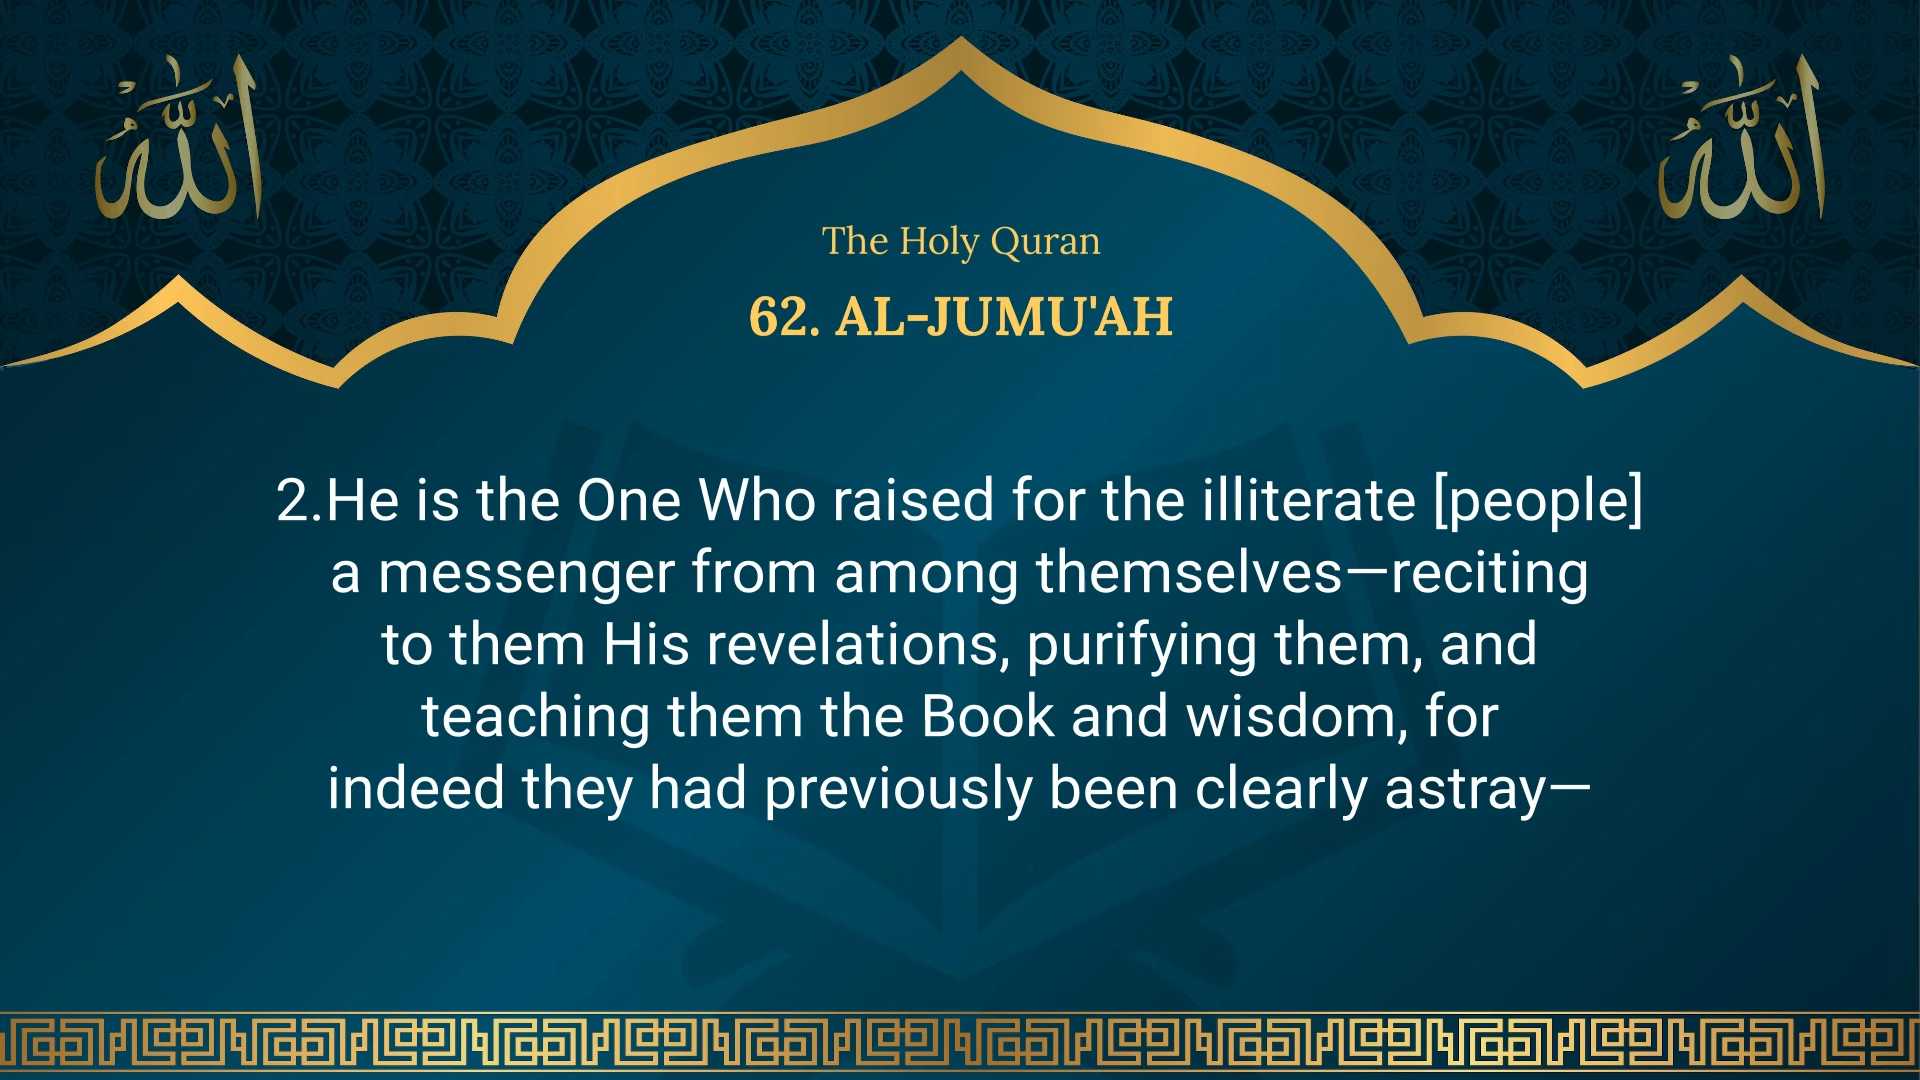 الله
الله
The Holy Quran
62. AL-JUMU'AH
2.He is the One Who raised for the illiterate [people]
a messenger from among themselves—reciting
to them His revelations, purifying them, and
teaching them the Book and wisdom, for
indeed they had previously been clearly astray—